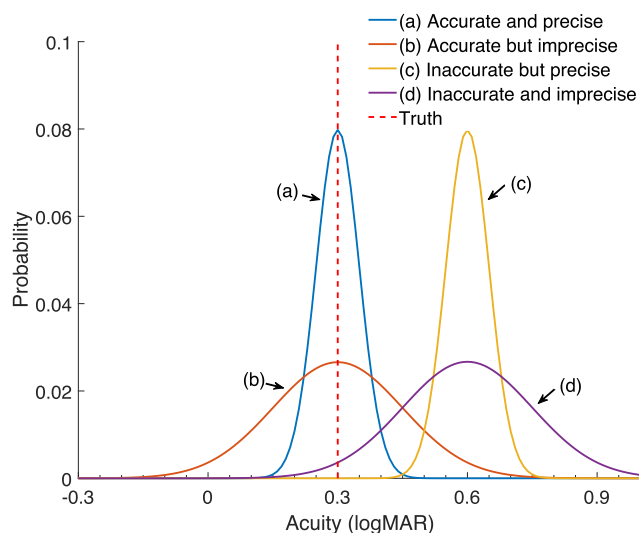 (a) Accurate and precise
(b) Accurate but imprecise
(c) Inaccurate but precise
(d) Inaccurate and imprecise
Truth
0.1
0.08
0.06
0.04
0.02
0
Probability
(a)
(c)
(b)
(d)
-0.3
0
0.3
0.6
0.9
Acuity (logMAR)